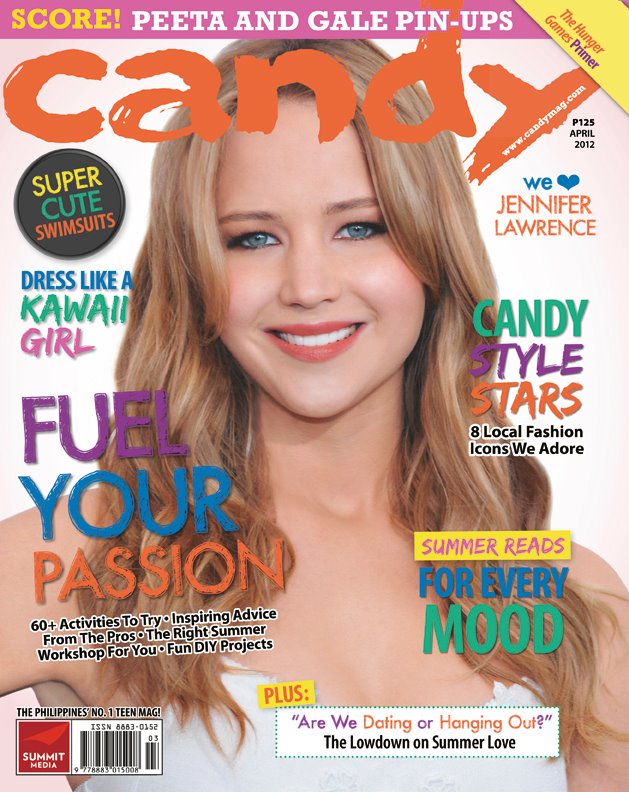 SCORE! PEETA AND GALE PIN-UPS
The Hunger
Games Primer
candy
www.candymag.com
P125
APRIL
2012
SUPER
CUTE
SWIMSUITS
we
JENNIFER
LAWRENCE
DRESS LIKE A
KAWAII
GIRL
CANDY
STYLE
STARS
8 Local Fashion
Icons We Adore
FUEL
YOUR
PASSION
60+ Activities To Try • Inspiring Advice
From The Pros • The Right Summer
Workshop For You • Fun DIY Projects
SUMMER READS
FOR EVERY
MOOD
PLUS:
"Are We Dating or Hanging Out?"
The Lowdown on Summer Love
THE PHILIPPINES' NO. 1 TEEN MAG!
SUMMIT
MEDIA
ISSN 8883-0152
03
9 778883 015008